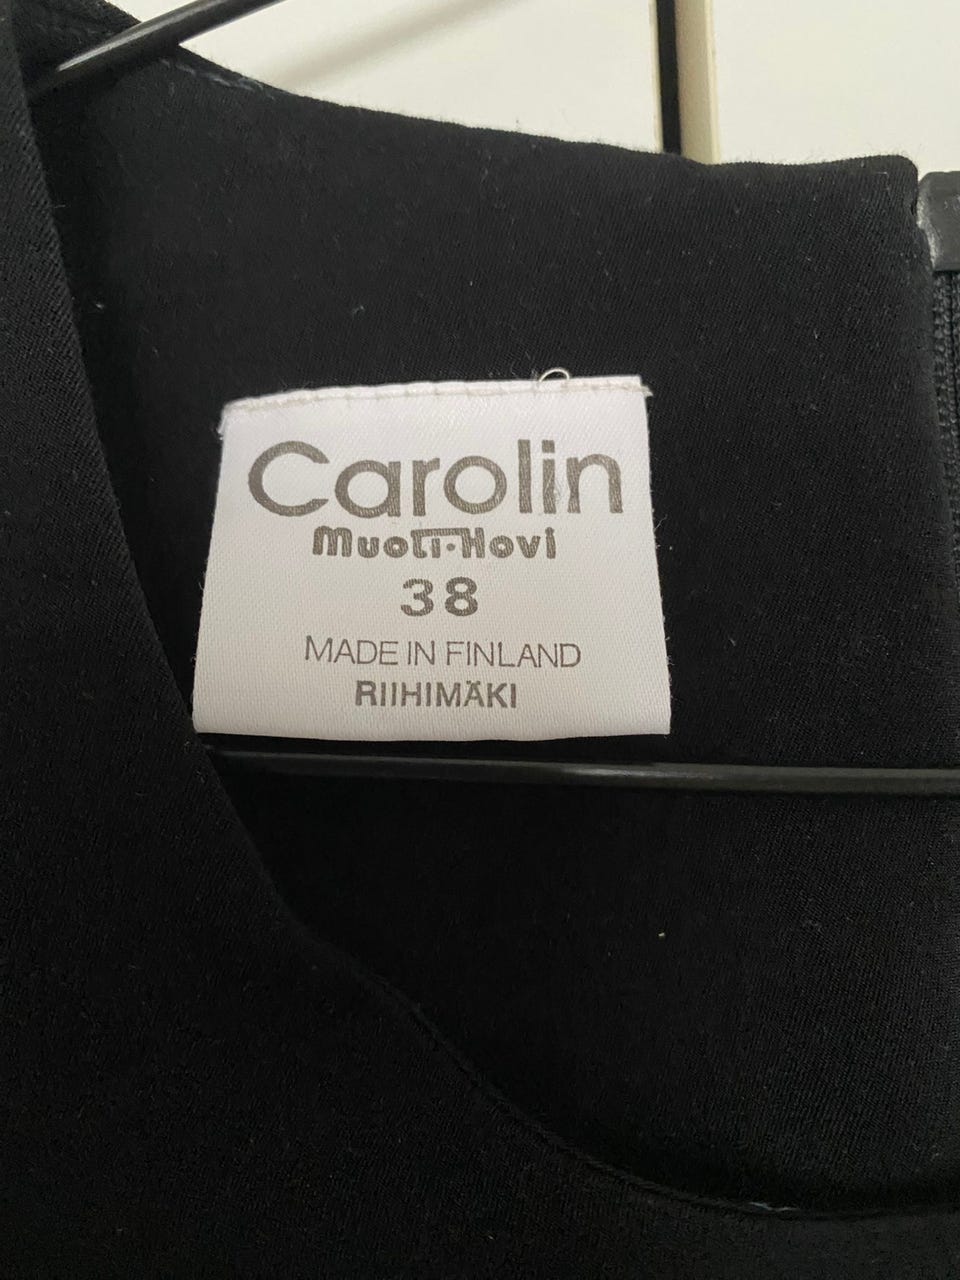 Carolin
Muoti-Hovi
38
MADE IN FINLAND
RIIHIMÄKI